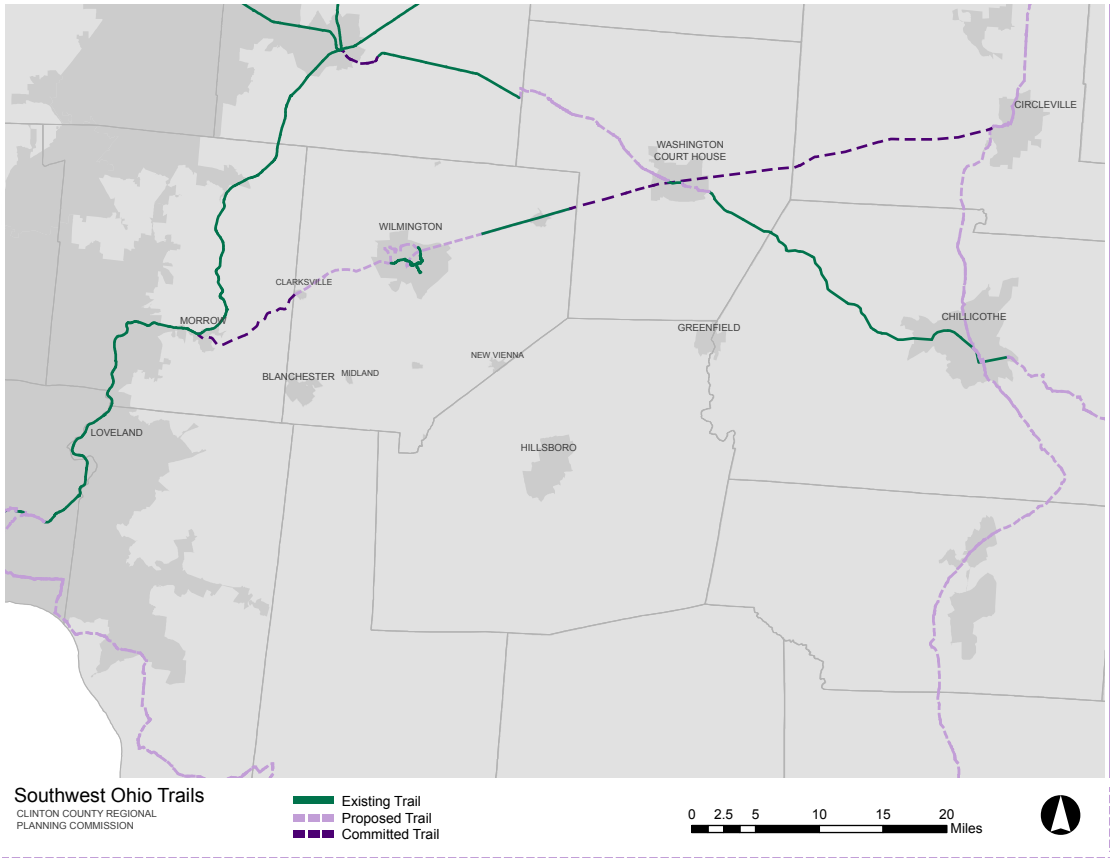 CIRCLEVILLE
WASHINGTON
COURT HOUSE
WILMINGTON
CLARKSVILLE
MORROW
CHILLICOTHE
GREENFIELD
NEW VIENNA
BLANCHESTER
MIDLAND
LOVELAND
HILLSBORO
Southwest Ohio Trails
CLINTON COUNTY REGIONAL
PLANNING COMMISSION
Existing Trail
Proposed Trail
Committed Trail
0 2.5 5 10 15 20
Miles